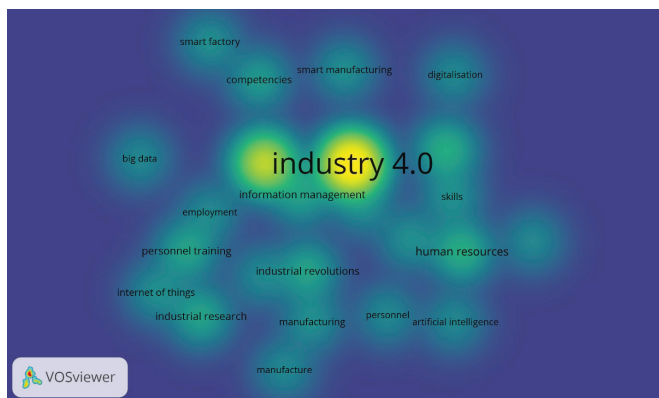 smart factory
smart manufacturing
competencies
digitalisation
big data
industry 4.0
information management
skills
employment
personnel training
human resources
industrial revolutions
internet of things
industrial research
manufacturing
personnel
artificial intelligence
manufacture
VOSviewer